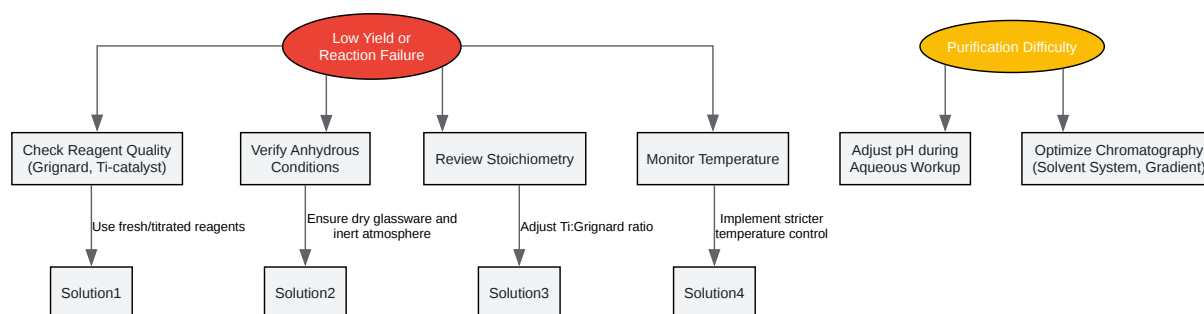 Low Yield or
Reaction Failure
Purification Difficulty
Check Reagent Quality
(Grignard, Ti-catalyst)
Verify Anhydrous
Conditions
Review Stoichiometry
Monitor Temperature
Adjust pH during
Aqueous Workup
Optimize Chromatography
(Solvent System, Gradient)
Use fresh/titrated reagents
Ensure dry glassware and
inert atmosphere
Adjust Ti:Grignard ratio
Implement stricter
temperature control
Solution1
Solution2
Solution3
Solution4